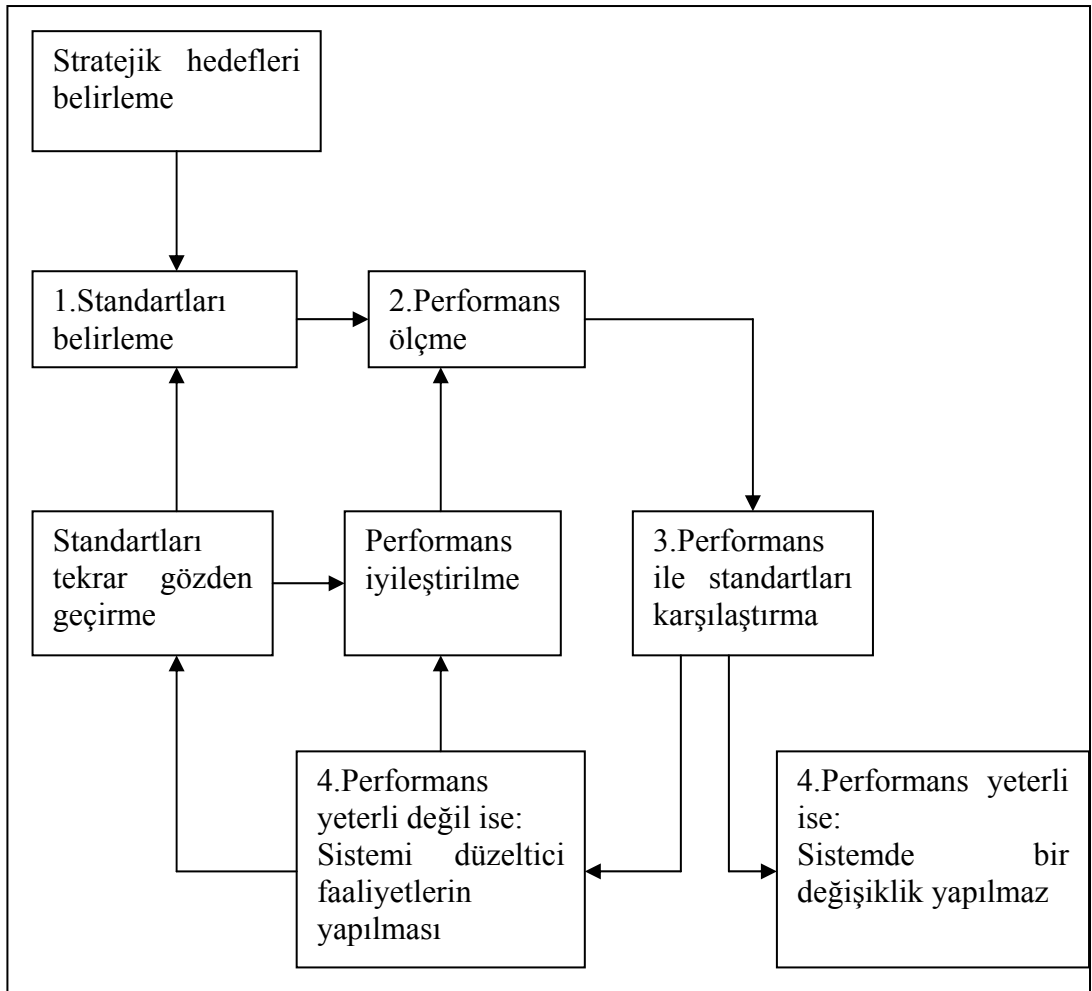 Stratejik hedefleri
belirleme
1.Standartları
belirleme
2.Performans
ölçme
Standartları
tekrar gözden
geçirme
Performans
iyileştirilme
3.Performans
ile standartları
karşılaştırma
4.Performans
yeterli değil ise:
Sistemi düzeltici
faaliyetlerin
yapılması
4.Performans yeterli
ise:
Sistemde bir
değişiklik yapılmaz